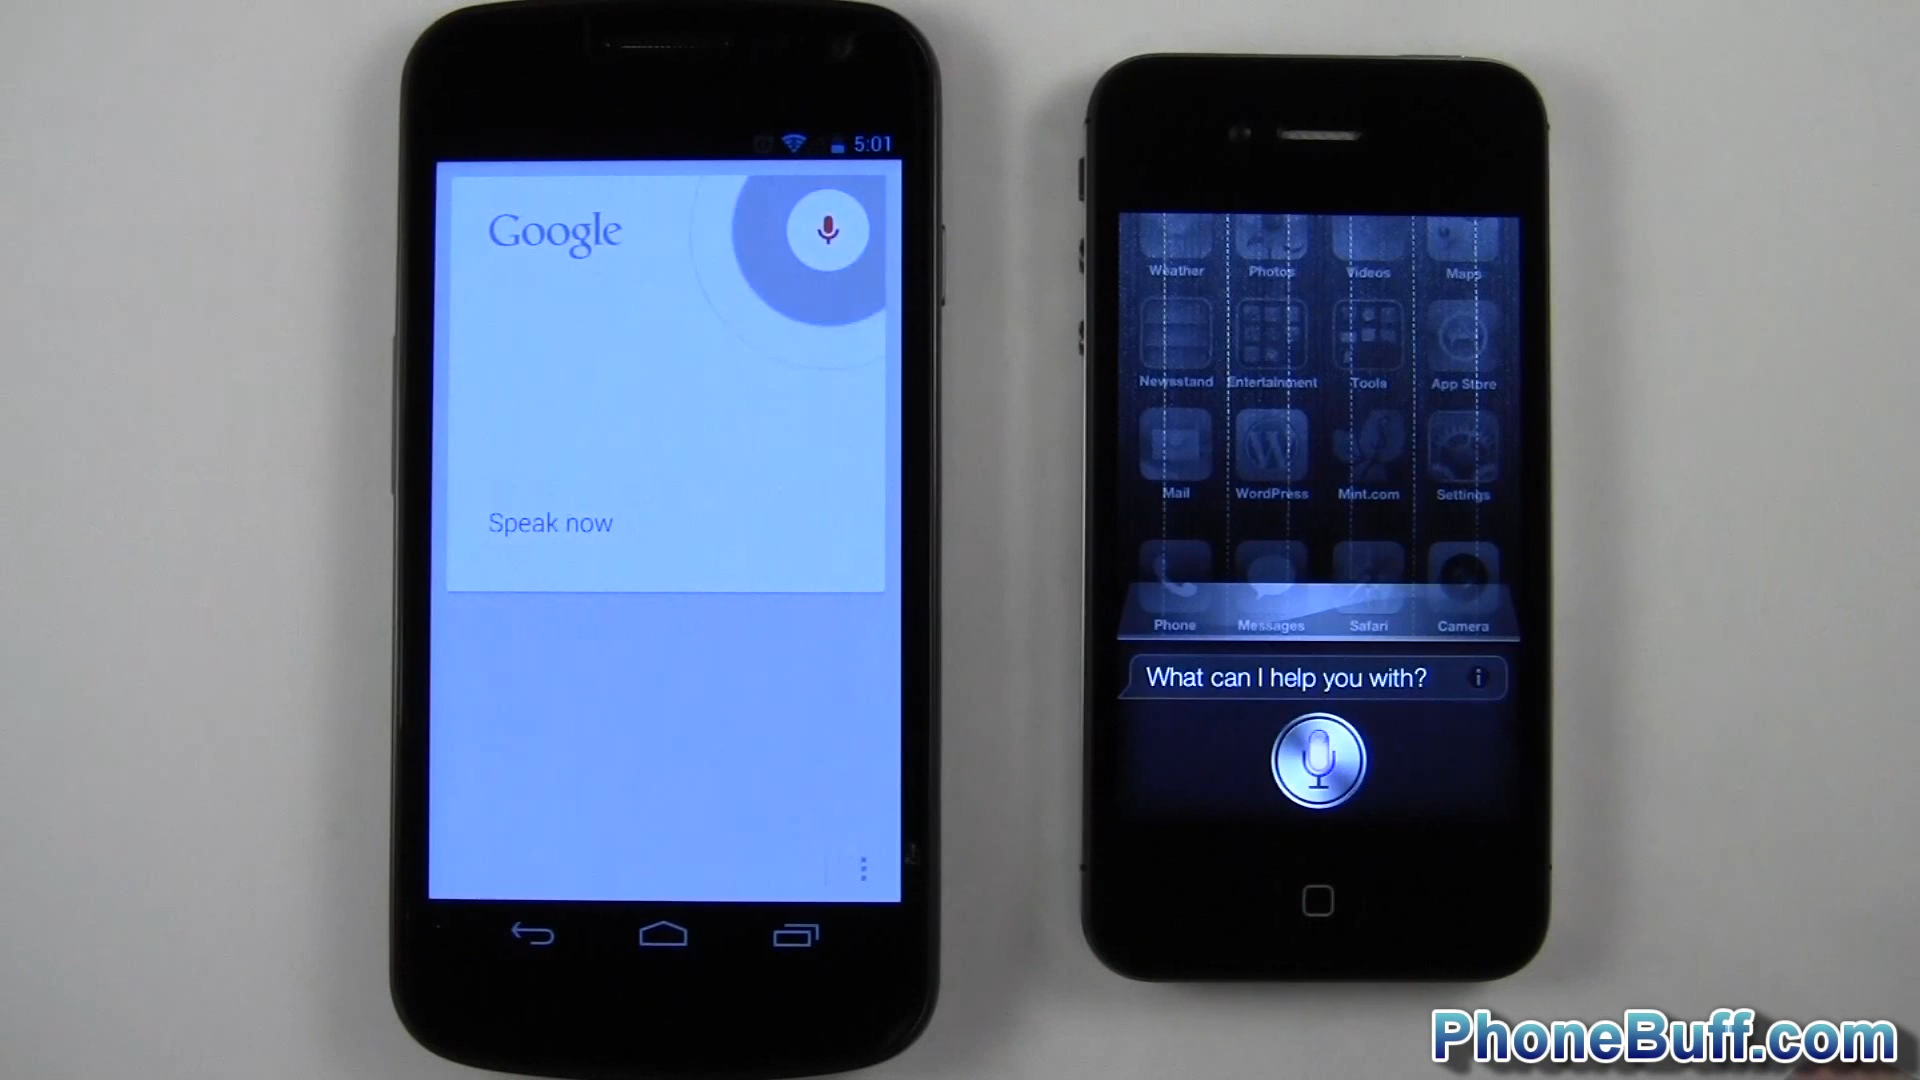 5:01
Google
Speak now
Weather Photos Videos Maps
Newsstand Entertainment Tools App Store
Mail WordPress Mint.com Settings
Phone Messages Safari Camera
What can I help you with?
PhoneBuff.com